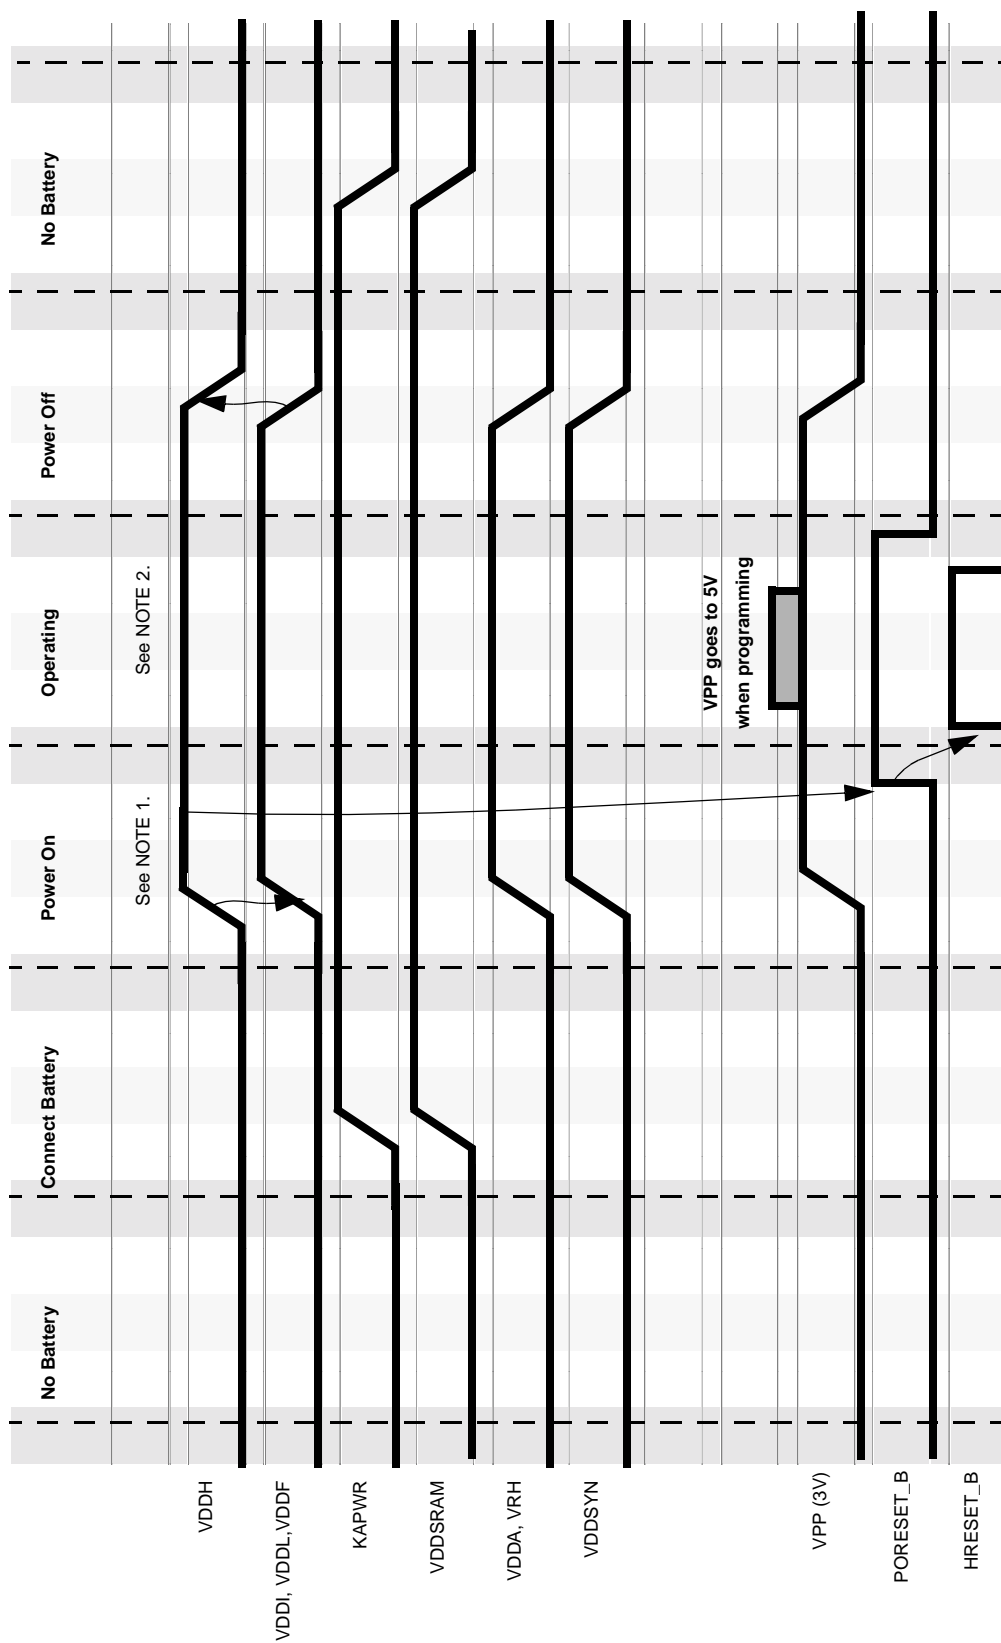 No Battery
Connect Battery
Power On
Operating
Power Off
No Battery
See NOTE 1.
See NOTE 2.
VDDH
VDDI, VDDL,VDDF
KAPWR
VDDSRAM
VDDA, VRH
VDDSYN
VPP goes to 5V
when programming
VPP (3V)
PORESET_B
HRESET_B